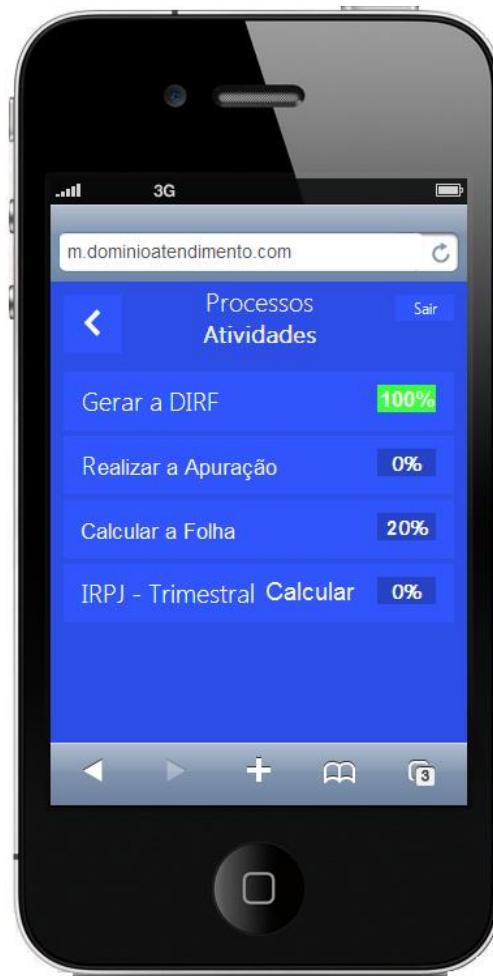 3G
m.dominioatendimento.com
Processos
Sair
Atividades
Gerar a DIRF 100%
Realizar a Apuração 0%
Calcular a Folha 20%
IRPJ - Trimestral Calcular 0%
3